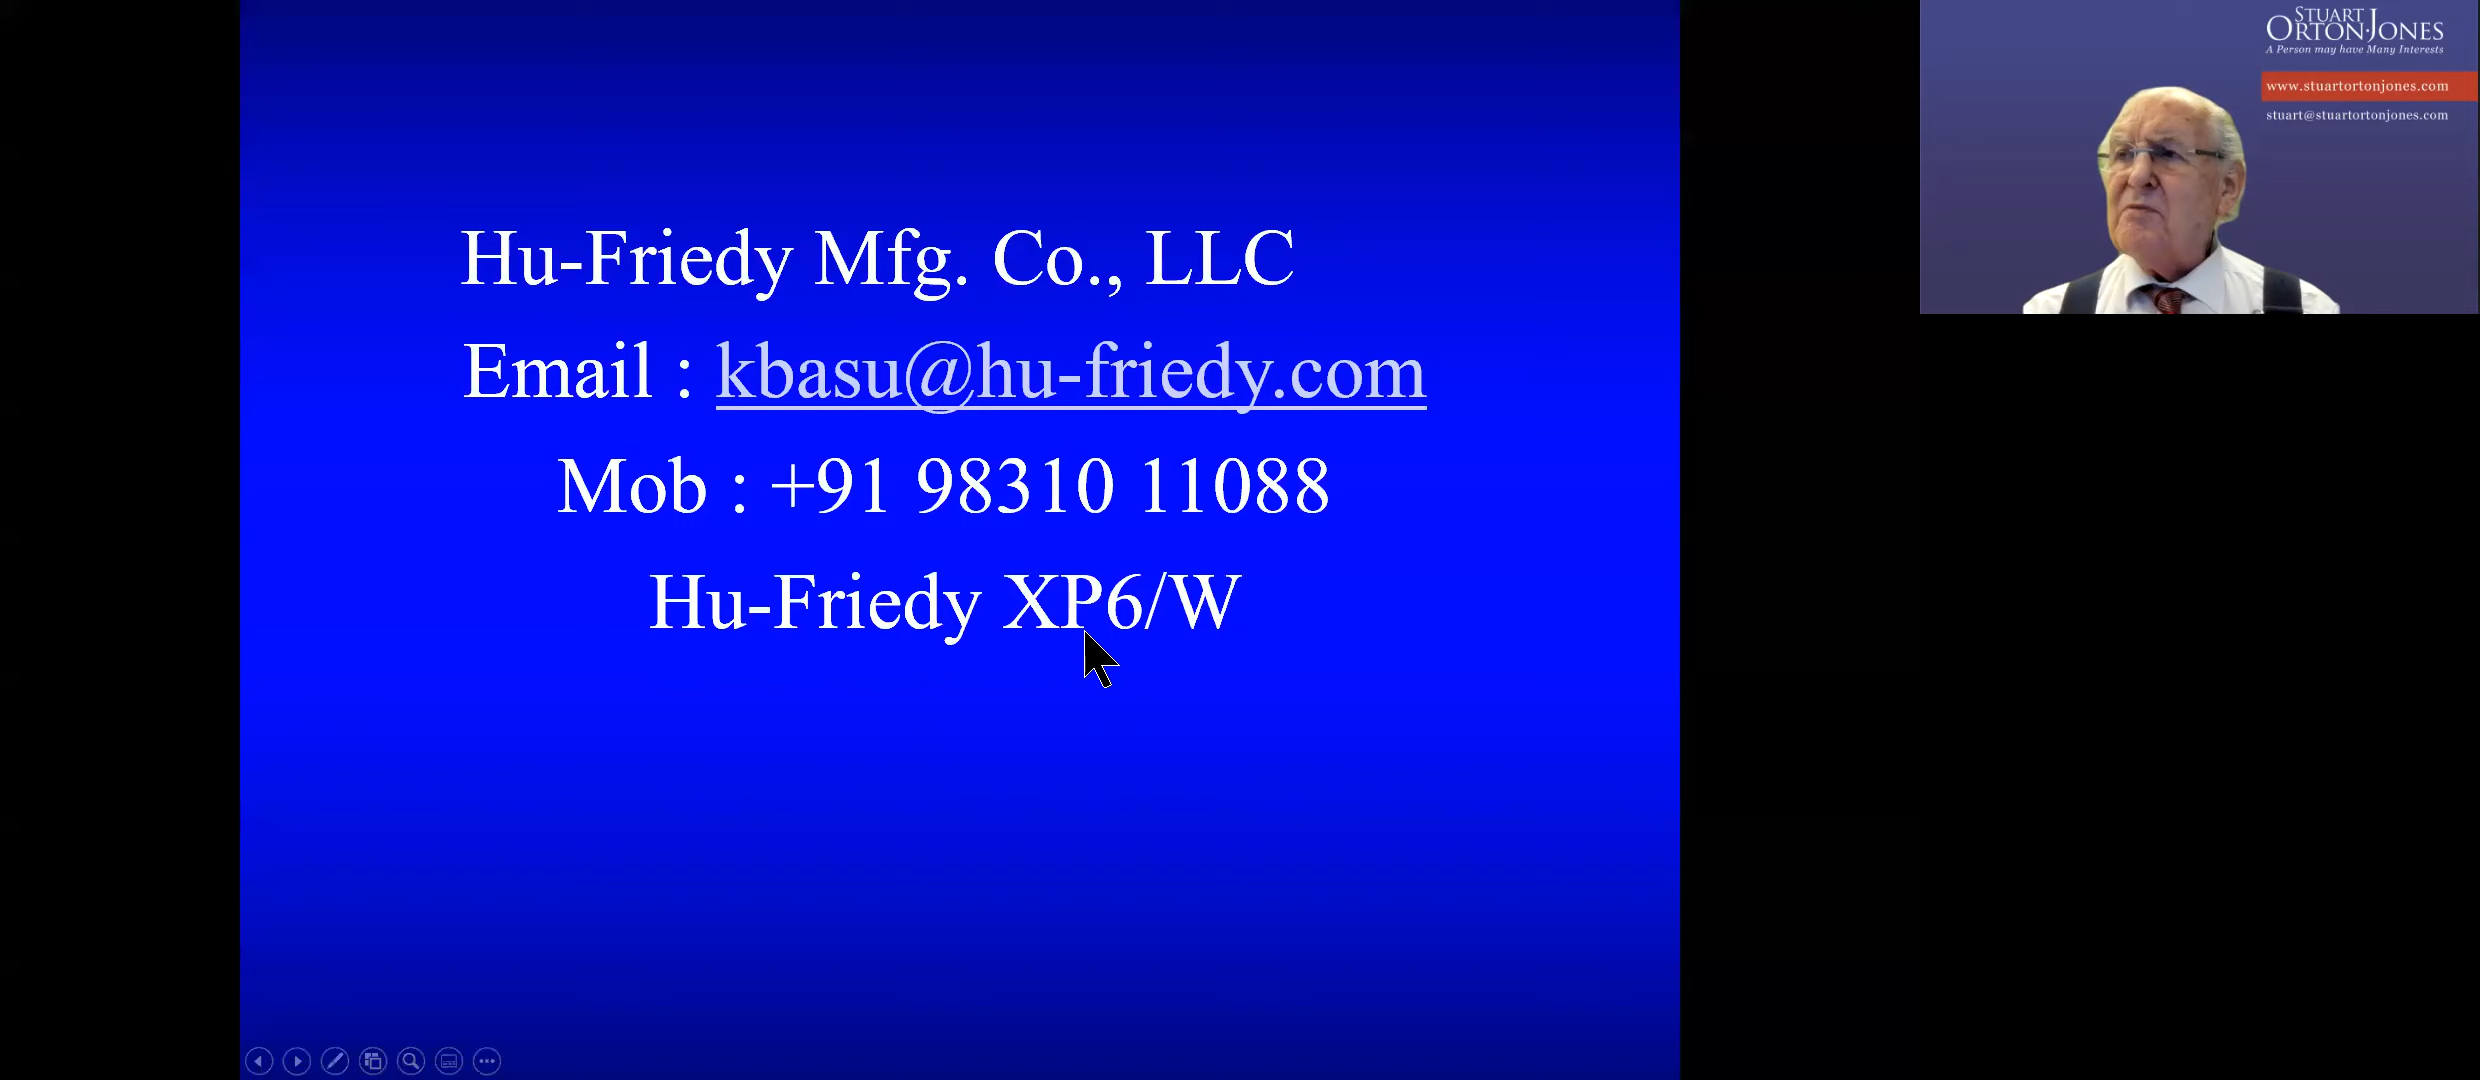 Hu-Friedy Mfg. Co., LLC
Email : kbasu@hu-friedy.com
Mob : +91 98310 11088
Hu-Friedy XP6/W
STUART
ORTON-JONES
A Person may have Many Interests
www.stuartortonjones.com
stuart@stuartortonjones.com